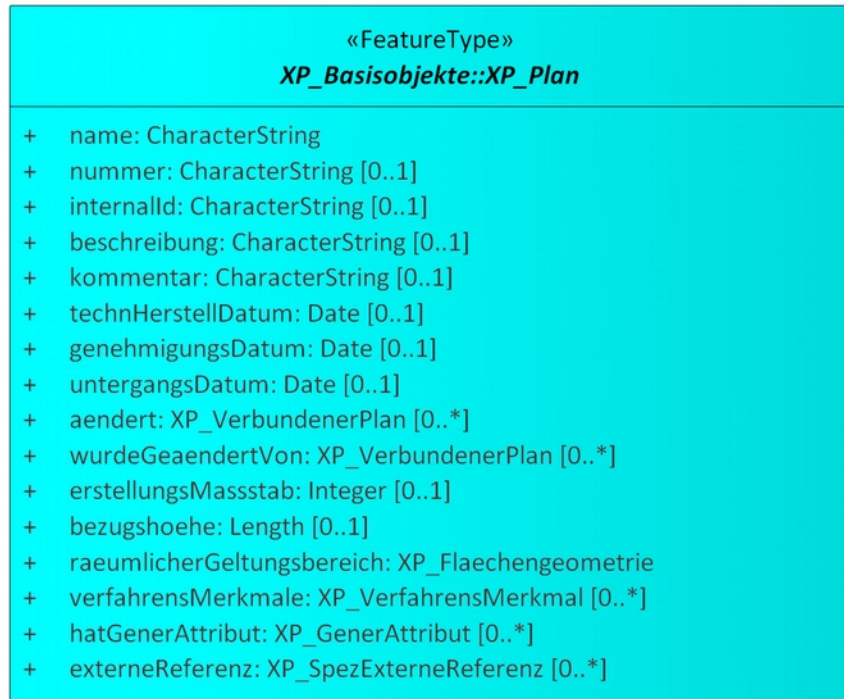 «FeatureType»
XP_Basisobjekte::XP_Plan
+ name: CharacterString
+ nummer: CharacterString [0..1]
+ internalId: CharacterString [0..1]
+ beschreibung: CharacterString [0..1]
+ kommentar: CharacterString [0..1]
+ technHerstellDatum: Date [0..1]
+ genehmigungsDatum: Date [0..1]
+ untergangsDatum: Date [0..1]
+ aendert: XP_VerbundenerPlan [0..*]
+ wurdeGeaendertVon: XP_VerbundenerPlan [0..*]
+ erstellungsMassstab: Integer [0..1]
+ bezugshoehe: Length [0..1]
+ raeumlicherGeltungsbereich: XP_Flaechengeometrie
+ verfahrensMerkmale: XP_VerfahrensMerkmal [0..*]
+ hatGenerAttribut: XP_GenerAttribut [0..*]
+ externeReferenz: XP_SpezExterneReferenz [0..*]